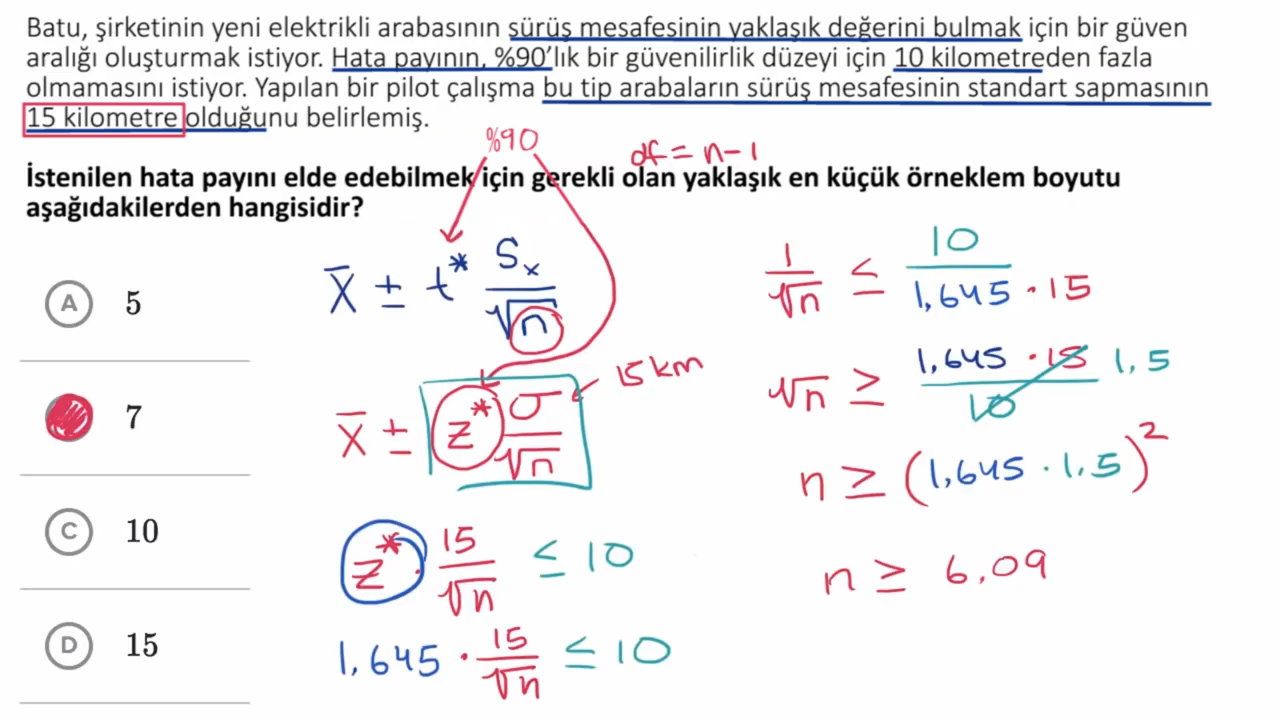 Batu, şirketinin yeni elektrikli arabasının sürüş mesafesinin yaklaşık değerini bulmak için bir güven
aralığı oluşturmak istiyor. Hata payının, %90'lık bir güvenilirlik düzeyi için 10 kilometreden fazla
olmamasını istiyor. Yapılan bir pilot çalışma bu tip arabaların sürüş mesafesinin standart sapmasının
15 kilometre olduğunu belirlemiş.
%90
df = n-1
İstenilen hata payını elde edebilmek için gerekli olan yaklaşık en küçük örneklem boyutu
aşağıdakilerden hangisidir?
A 5
7
C 10
D 15
x̄ ± t* Sx/√n
15 km
x̄ ± z* σ/√n
z* · 15/√n ≤ 10
1,645 · 15/√n ≤ 10
1/√n ≤ 10/(1,645 · 15)
√n ≥ (1,645 · 15)/10 1,5
n ≥ (1,645 · 1,5)²
n ≥ 6,09